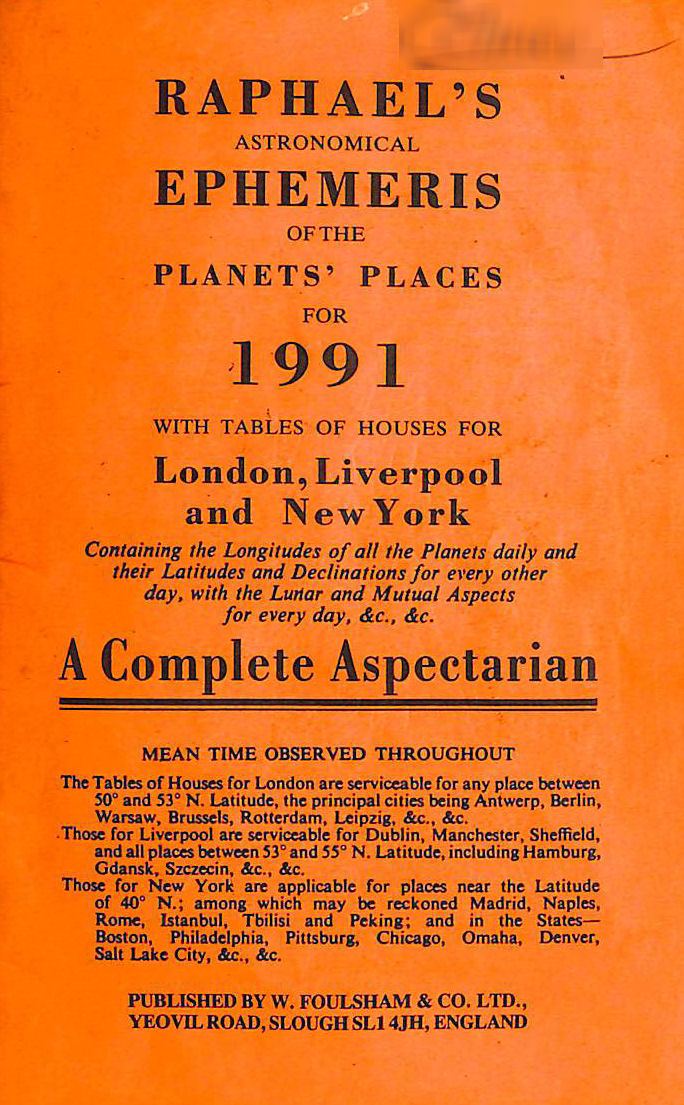 RAPHAEL'S
ASTRONOMICAL
EPHEMERIS
OF THE
PLANETS' PLACES
FOR
1991
WITH TABLES OF HOUSES FOR
London, Liverpool
and New York
Containing the Longitudes of all the Planets daily and
their Latitudes and Declinations for every other
day, with the Lunar and Mutual Aspects
for every day, &c., &c.
A Complete Aspectarian
MEAN TIME OBSERVED THROUGHOUT
The Tables of Houses for London are serviceable for any place between
50° and 53° N. Latitude, the principal cities being Antwerp, Berlin,
Warsaw, Brussels, Rotterdam, Leipzig, &c., &c.
Those for Liverpool are serviceable for Dublin, Manchester, Sheffield,
and all places between 53° and 55° N. Latitude, including Hamburg,
Gdansk, Szczecin, &c., &c.
Those for New York are applicable for places near the Latitude
of 40° N.; among which may be reckoned Madrid, Naples,
Rome, Istanbul, Tbilisi and Peking; and in the States—
Boston, Philadelphia, Pittsburg, Chicago, Omaha, Denver,
Salt Lake City, &c., &c.
PUBLISHED BY W. FOULSHAM & CO. LTD.,
YEOVIL ROAD, SLOUGH SL1 4JH, ENGLAND